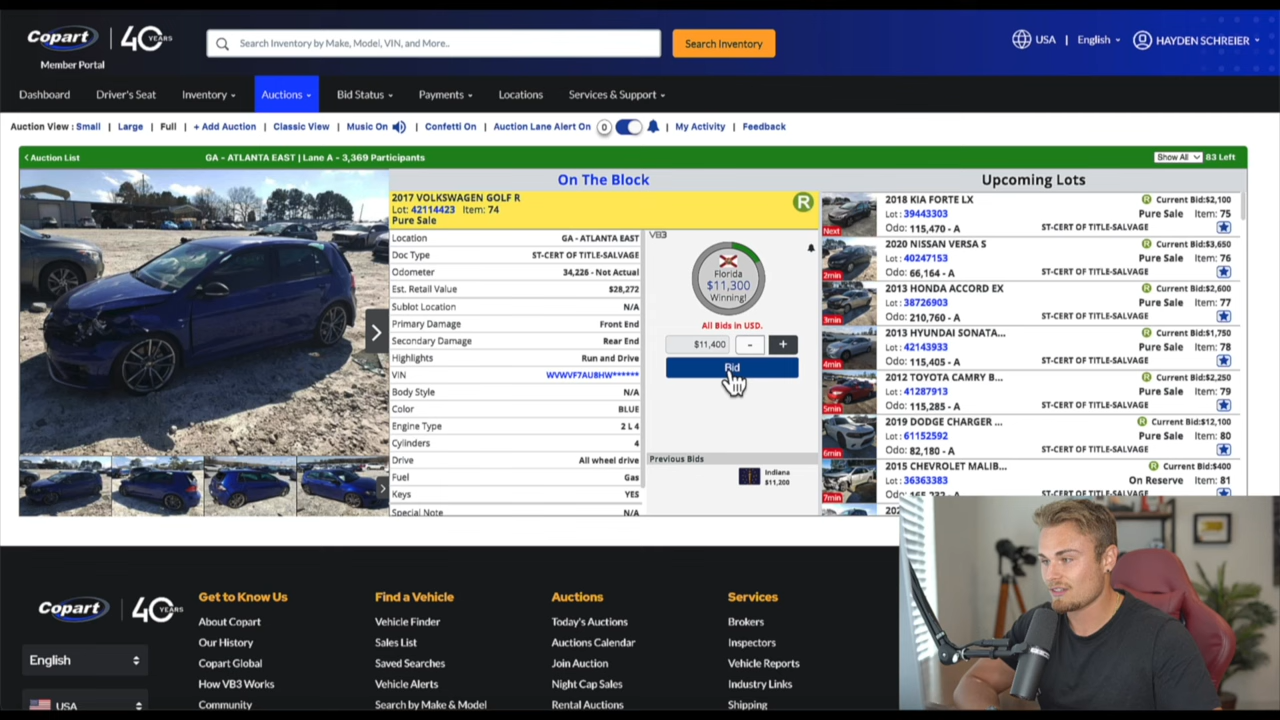 Copart | 40 YEARS
Member Portal
Search Inventory by Make, Model, VIN, and More..
Search Inventory
USA | English
HAYDEN SCHREIER
Dashboard
Driver's Seat
Inventory
Auctions
Bid Status
Payments
Locations
Services & Support
Auction View : Small | Large | Full | + Add Auction | Classic View | Music On | Confetti On | Auction Lane Alert On 0 | My Activity | Feedback
Auction List
GA - ATLANTA EAST | Lane A - 3,369 Participants
Show All
83 Left
On The Block
2017 VOLKSWAGEN GOLF R
Lot: 42114423 Item: 74
Pure Sale
R
Location GA - ATLANTA EAST
Doc Type ST-CERT OF TITLE-SALVAGE
Odometer 34,226 - Not Actual
Est. Retail Value $28,272
Sublot Location N/A
Primary Damage Front End
Secondary Damage Rear End
Highlights Run and Drive
VIN WVWVF7AU8HW******
Body Style N/A
Color BLUE
Engine Type 2 L 4
Cylinders 4
Drive All wheel drive
Fuel Gas
Keys YES
Special Note N/A
VB3
Florida
$11,300
Winning!
All Bids in USD.
$11,400 - +
Bid
Previous Bids
Indiana
$11,200
Upcoming Lots
Next
2018 KIA FORTE LX R Current Bid:$2,100
Lot : 39443303 Pure Sale Item: 75
Odo: 115,470 - A ST-CERT OF TITLE-SALVAGE
2min
2020 NISSAN VERSA S R Current Bid:$3,650
Lot : 40247153 Pure Sale Item: 76
Odo: 66,164 - A ST-CERT OF TITLE-SALVAGE
3min
2013 HONDA ACCORD EX R Current Bid:$2,600
Lot : 38726903 Pure Sale Item: 77
Odo: 210,760 - A ST-CERT OF TITLE-SALVAGE
4min
2013 HYUNDAI SONATA... R Current Bid:$1,750
Lot : 42143933 Pure Sale Item: 78
Odo: 115,405 - A ST-CERT OF TITLE-SALVAGE
5min
2012 TOYOTA CAMRY B... R Current Bid:$2,250
Lot : 41287913 Pure Sale Item: 79
Odo: 115,285 - A ST-CERT OF TITLE-SALVAGE
6min
2019 DODGE CHARGER ... R Current Bid:$12,100
Lot : 61152592 Pure Sale Item: 80
Odo: 82,180 - A ST-CERT OF TITLE-SALVAGE
7min
2015 CHEVROLET MALIB... R Current Bid:$400
Lot : 36363383 On Reserve Item: 81
ST-CERT OF TITLE-SALVAGE
Copart | 40 YEARS
English
USA
Get to Know Us
About Copart
Our History
Copart Global
How VB3 Works
Community
Find a Vehicle
Vehicle Finder
Sales List
Saved Searches
Vehicle Alerts
Search by Make & Model
Auctions
Today's Auctions
Auctions Calendar
Join Auction
Night Cap Sales
Rental Auctions
Services
Brokers
Inspectors
Vehicle Reports
Industry Links
Shipping